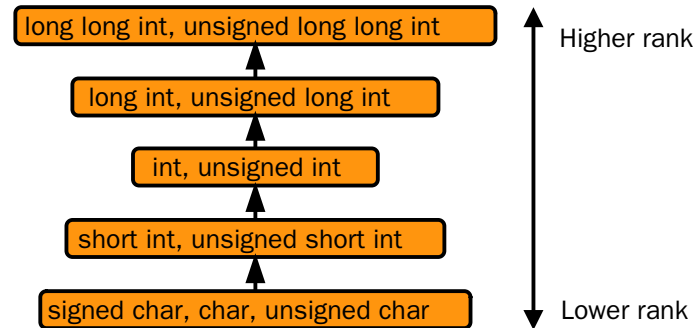 long long int, unsigned long long int
Higher rank
long int, unsigned long int
int, unsigned int
short int, unsigned short int
signed char, char, unsigned char
Lower rank